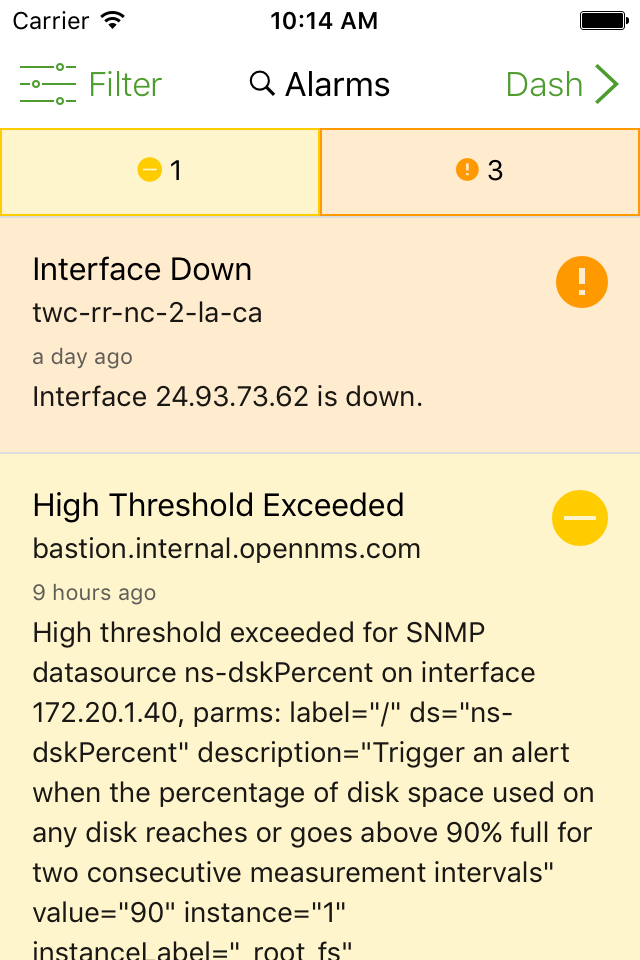 Carrier 10:14 AM
Filter Alarms Dash
1 3
Interface Down
twc-rr-nc-2-la-ca
a day ago
Interface 24.93.73.62 is down.
High Threshold Exceeded
bastion.internal.opennms.com
9 hours ago
High threshold exceeded for SNMP
datasource ns-dskPercent on interface
172.20.1.40, parms: label="/" ds="ns-
dskPercent" description="Trigger an alert
when the percentage of disk space used on
any disk reaches or goes above 90% full for
two consecutive measurement intervals"
value="90" instance="1"
instanceLabel="_root_fs"